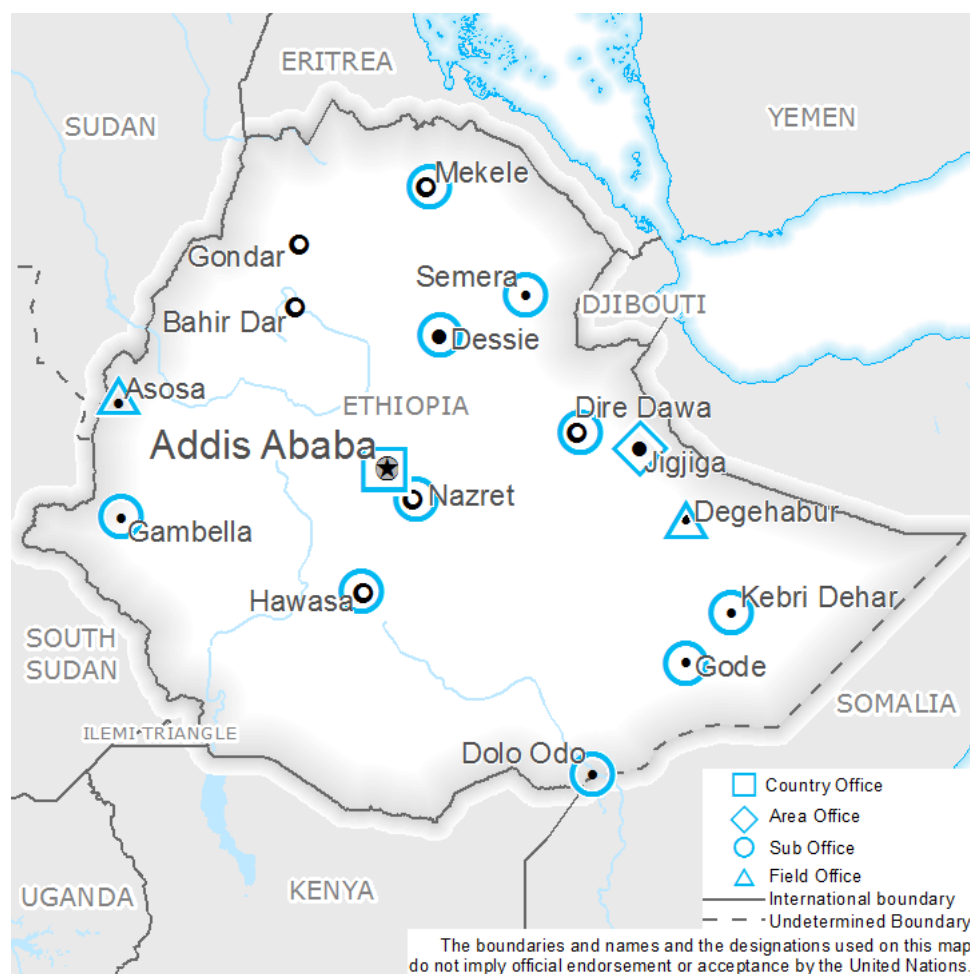 ERITREA
SUDAN
YEMEN
Mekele
Gondar
Semera
DJIBOUTI
Bahir Dar
Dessie
Asosa
ETHIOPIA
Dire Dawa
Addis Ababa
Jigjiga
Nazret
Degehabur
Gambella
Hawasa
Kebri Dehar
SOUTH
SUDAN
Gode
SOMALIA
ILEMI TRIANGLE
Dolo Odo
Country Office
Area Office
Sub Office
Field Office
UGANDA
KENYA
International boundary
Undetermined Boundary
The boundaries and names and the designations used on this map
do not imply official endorsement or acceptance by the United Nations.